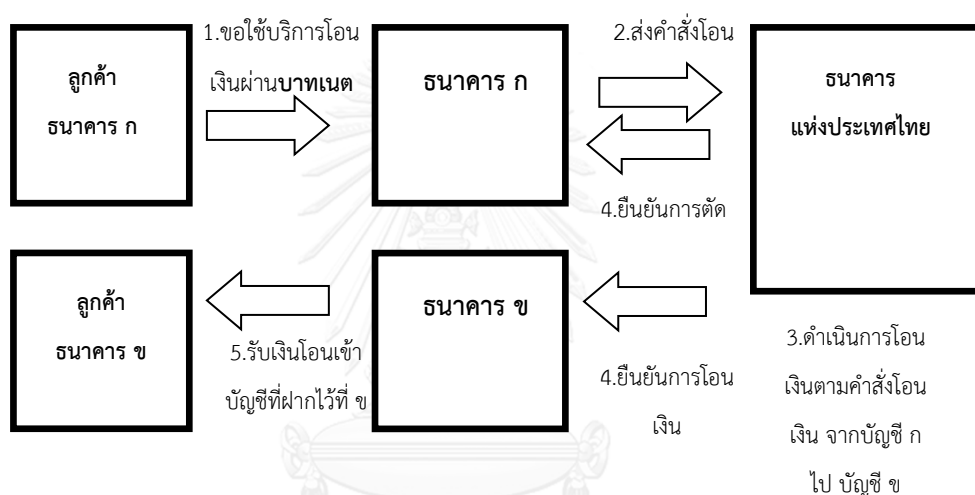 1.ขอใช้บริการโอน
เงินผ่านบาทเนต
ลูกค้า
ธนาคาร ก
ธนาคาร ก
2.ส่งคำสั่งโอน
ธนาคาร
แห่งประเทศไทย
4.ยืนยันการตัด
ลูกค้า
ธนาคาร ข
5.รับเงินโอนเข้า
บัญชีที่ฝากไว้ที่ ข
ธนาคาร ข
4.ยืนยันการโอน
เงิน
3.ดำเนินการโอน
เงินตามคำสั่งโอน
เงิน จากบัญชี ก
ไป บัญชี ข